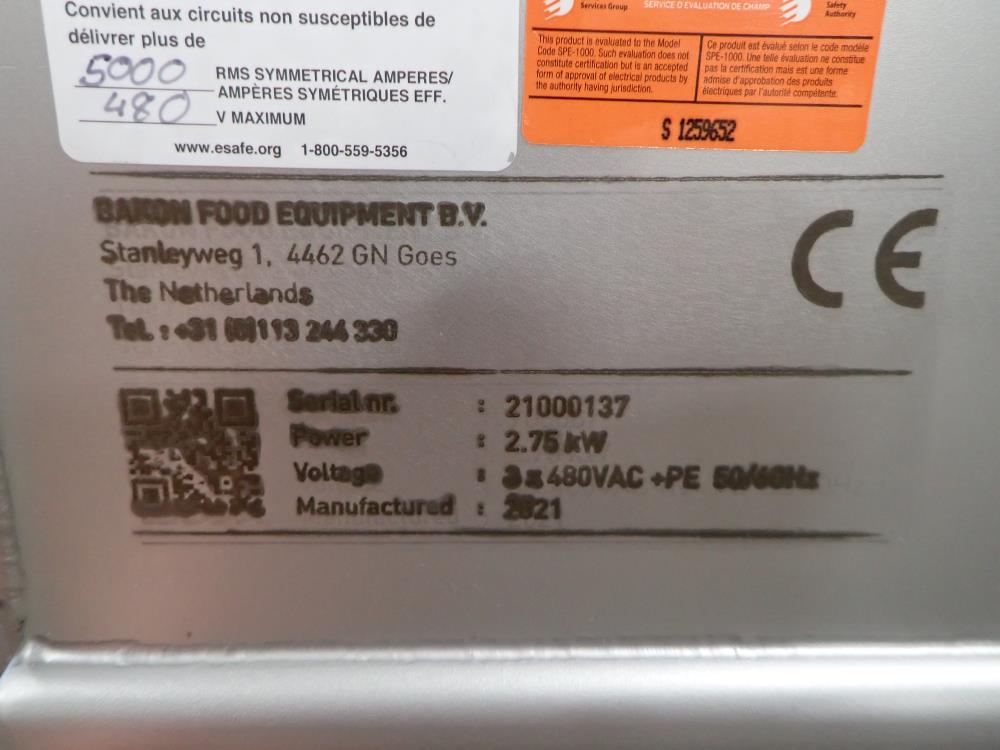 Convient aux circuits non susceptibles de
délivrer plus de
5000 RMS SYMMETRICAL AMPERES/
AMPÈRES SYMÉTRIQUES EFF.
480 V MAXIMUM
www.esafe.org 1-800-559-5356
Services Group
SERVICE D'ÉVALUATION DE CHAMP
Safety
Authority
This product is evaluated to the Model
Code SPE-1000. Such evaluation does not
constitute certification but is an accepted
form of approval of electrical products by
the authority having jurisdiction.
Ce produit est évalué selon le code modèle
SPE-1000. Une telle évaluation ne constitue
pas la certification mais est une forme
admise d'approbation des produits
électriques par l'autorité compétente.
S 1259652
BAKON FOOD EQUIPMENT B.V.
Stanleyweg 1, 4462 GN Goes
The Netherlands
Tel. : +31 (0)113 244 330
CE
Serial nr. : 21000137
Power : 2.75 kW
Voltage : 3 x 480VAC +PE 50/60Hz
Manufactured : 2021